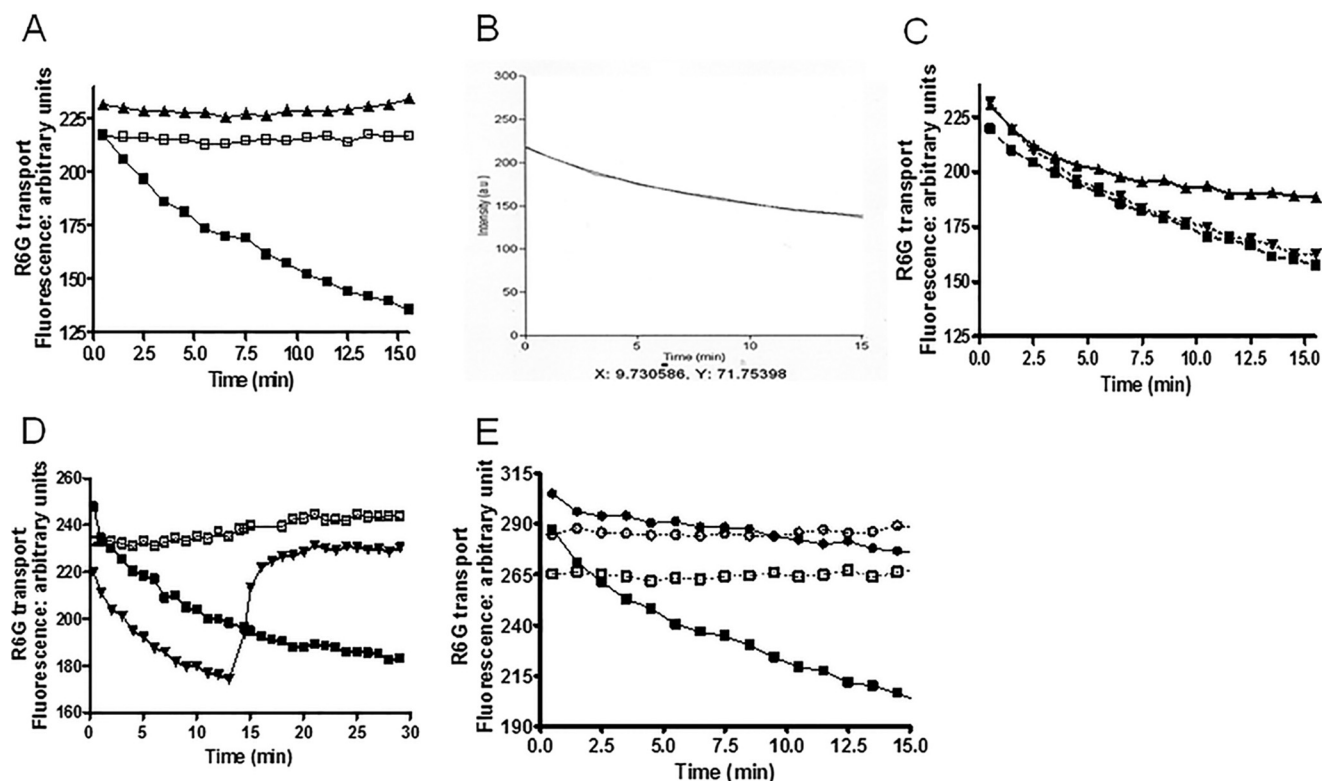 A
R6G transport
Fluorescence: arbitrary units
225
200
175
150
125
0.0 2.5 5.0 7.5 10.0 12.5 15.0
Time (min)
B
Intensity (au)
300
250
200
150
100
50
0
0 5 10 15
Time (min)
X: 9.730586, Y: 71.75398
C
R6G transport
Fluorescence: arbitrary units
225
200
175
150
125
0.0 2.5 5.0 7.5 10.0 12.5 15.0
Time (min)
D
R6G transport
Fluorescence: arbitrary units
260
240
220
200
180
160
0 5 10 15 20 25 30
Time (min)
E
R6G transport
Fluorescence: arbitrary unit
315
290
265
240
215
190
0.0 2.5 5.0 7.5 10.0 12.5 15.0
Time (min)